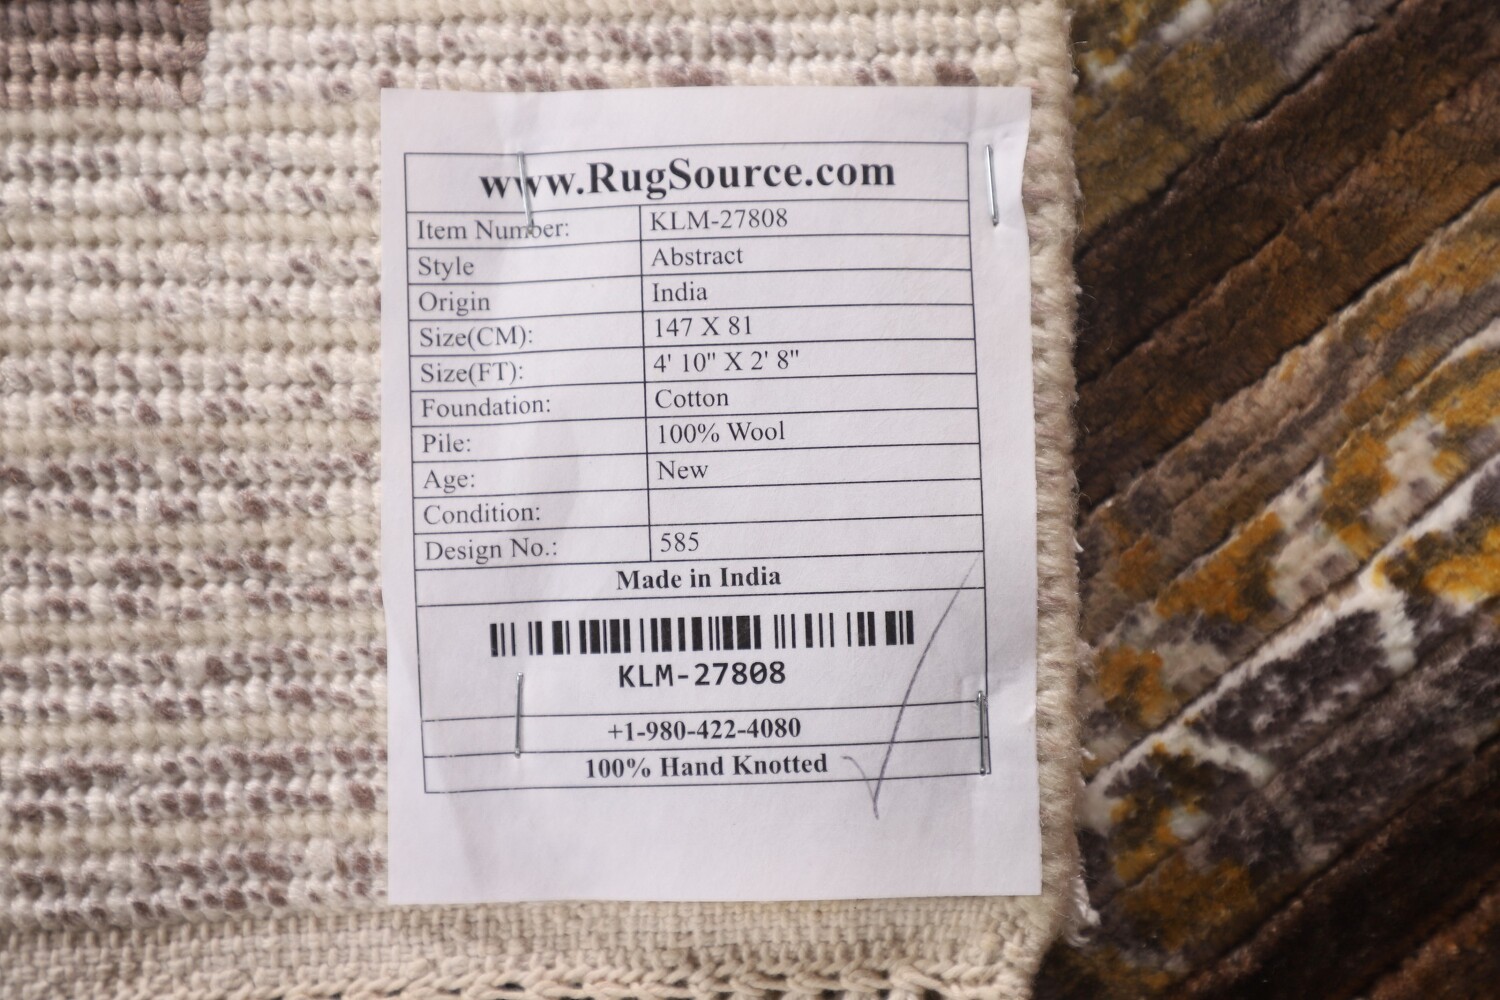 www.RugSource.com
Item Number: KLM-27808
Style Abstract
Origin India
Size(CM): 147 X 81
Size(FT): 4' 10" X 2' 8"
Foundation: Cotton
Pile: 100% Wool
Age: New
Condition:
Design No.: 585
Made in India
KLM-27808
+1-980-422-4080
100% Hand Knotted